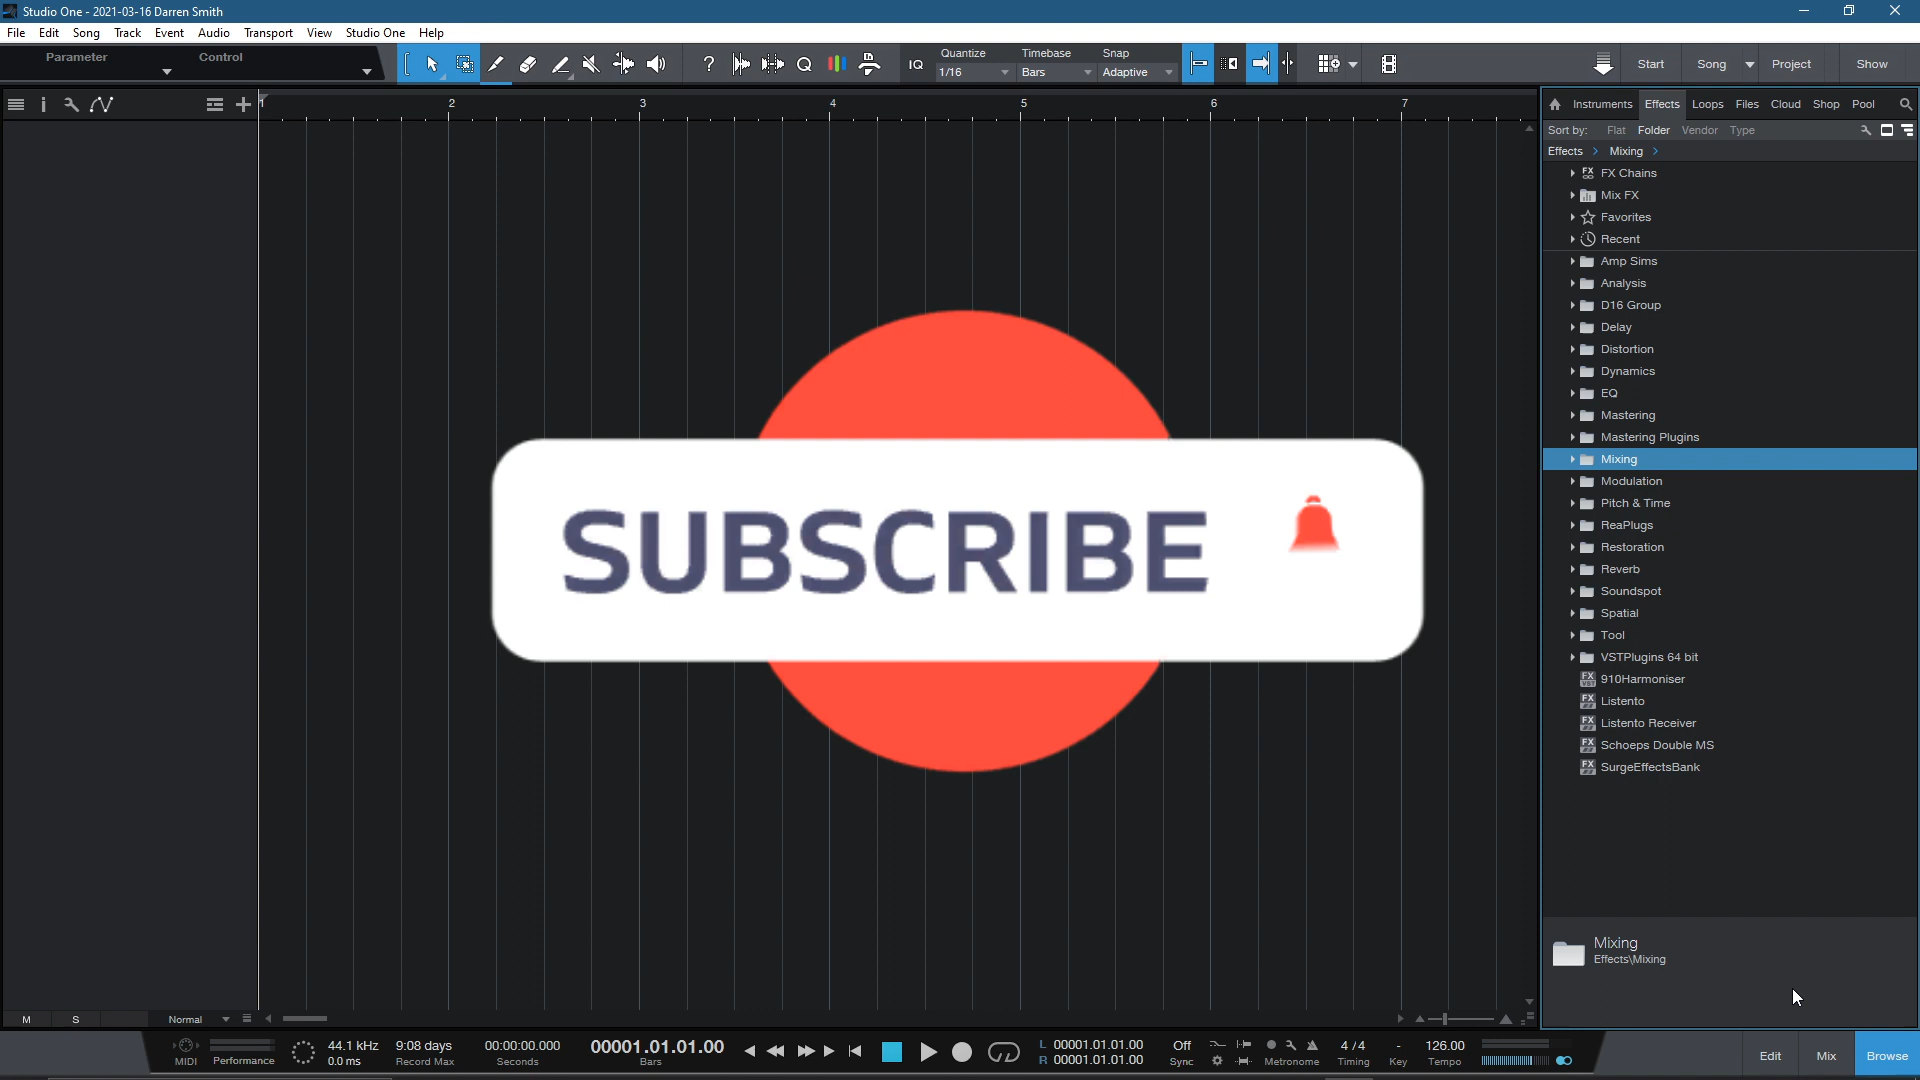 Studio One - 2021-03-16 Darren Smith
File Edit Song Track Event Audio Transport View Studio One Help
Parameter Control
? IQ Quantize 1/16 Timebase Bars Snap Adaptive Start Song Project Show
1 2 3 4 5 6 7
Instruments Effects Loops Files Cloud Shop Pool
Sort by: Flat Folder Vendor Type
Effects > Mixing >
FX Chains
Mix FX
Favorites
Recent
Amp Sims
Analysis
D16 Group
Delay
Distortion
Dynamics
EQ
Mastering
Mastering Plugins
Mixing
Modulation
Pitch & Time
ReaPlugs
Restoration
Reverb
Soundspot
Spatial
Tool
VSTPlugins 64 bit
910Harmoniser
Listento
Listento Receiver
Schoeps Double MS
SurgeEffectsBank
SUBSCRIBE
Mixing
Effects\Mixing
M S Normal
MIDI Performance
44.1 kHz
0.0 ms
9:08 days
Record Max
00:00:00.000
Seconds
00001.01.01.00
Bars
L 00001.01.01.00
R 00001.01.01.00
Off
Sync
Metronome
4 / 4
Timing
-
Key
126.00
Tempo
Edit Mix Browse